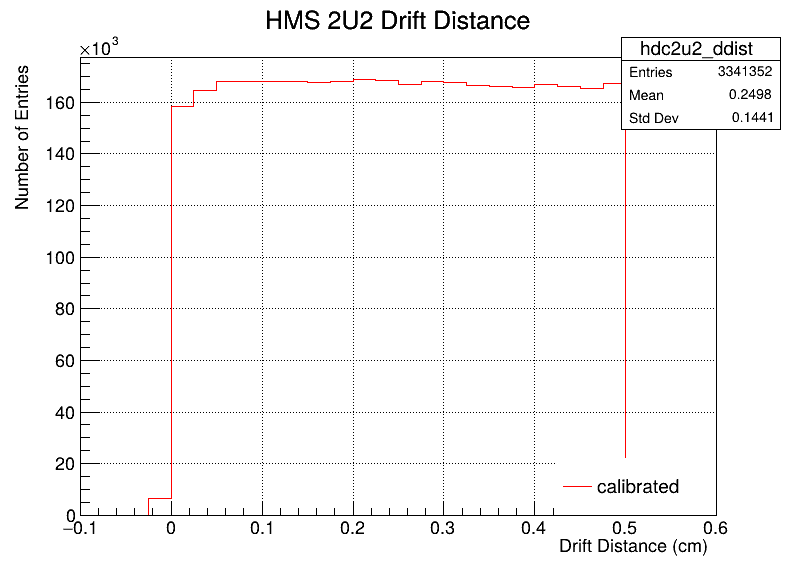 HMS 2U2 Drift Distance
×10³
hdc2u2_ddist
Entries 3341352
Mean 0.2498
Std Dev 0.1441
Number of Entries
160
140
120
100
80
60
40
20
0
calibrated
−0.1 0 0.1 0.2 0.3 0.4 0.5 0.6
Drift Distance (cm)